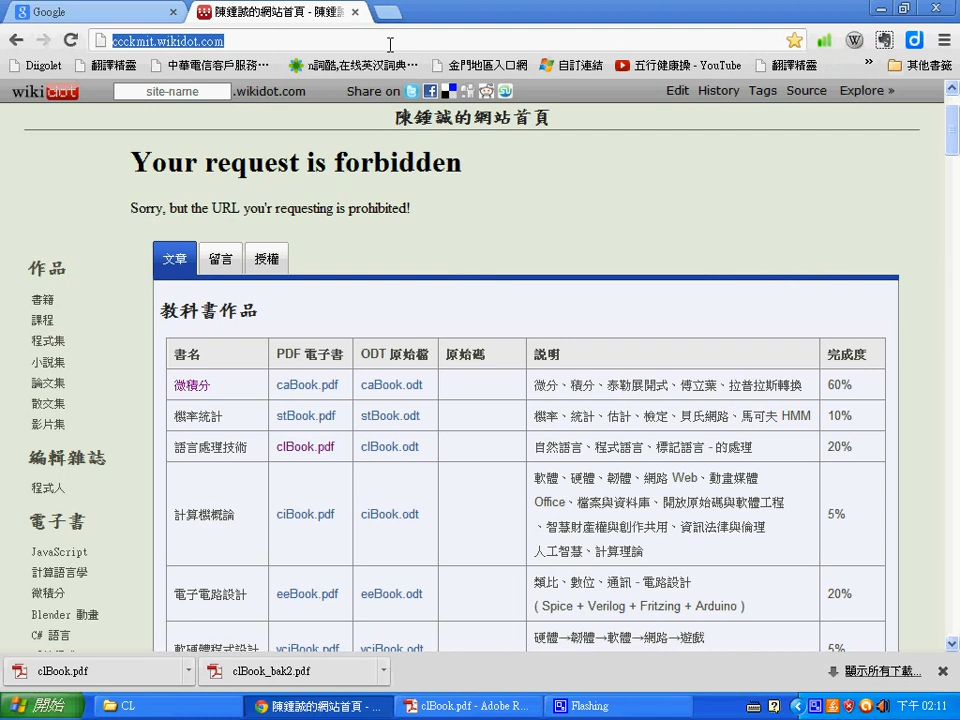 Google
陳鍾誠的網站首頁 - 陳鍾誠
ccckmit.wikidot.com
Diigolet 翻譯精靈 中華電信客戶服務… n詞酷,在线英汉词典… 金門地區入口網 自訂連結 五行健康操 - YouTube 翻譯精靈 » 其他書籤
wikidot site-name .wikidot.com Share on Edit History Tags Source Explore »
陳鍾誠的網站首頁
Your request is forbidden
Sorry, but the URL you'r requesting is prohibited!
作品
書籍
課程
程式集
小說集
論文集
散文集
影片集
編輯雜誌
程式人
電子書
JavaScript
計算語言學
微積分
Blender 動畫
C# 語言
文章 留言 授權
教科書作品
書名 PDF 電子書 ODT 原始檔 原始碼 說明 完成度
微積分 caBook.pdf caBook.odt 微分、積分、泰勒展開式、傅立葉、拉普拉斯轉換 60%
機率統計 stBook.pdf stBook.odt 機率、統計、估計、檢定、貝氏網路、馬可夫 HMM 10%
語言處理技術 clBook.pdf clBook.odt 自然語言、程式語言、標記語言 - 的處理 20%
計算機概論 ciBook.pdf ciBook.odt 軟體、硬體、韌體、網路 Web、動畫媒體
Office、檔案與資料庫、開放原始碼與軟體工程
、智慧財產權與創作共用、資訊法律與倫理
人工智慧、計算理論 5%
電子電路設計 eeBook.pdf eeBook.odt 類比、數位、通訊 - 電路設計
( Spice + Verilog + Fritzing + Arduino ) 20%
軟硬體程式設計 vciBook.pdf vciBook.odt 硬體→韌體→軟體→網路→遊戲 5%
clBook.pdf clBook_bak2.pdf 顯示所有下載...
開始 CL 陳鍾誠的網站首頁 - ... clBook.pdf - Adobe R... Flashing 下午 02:11